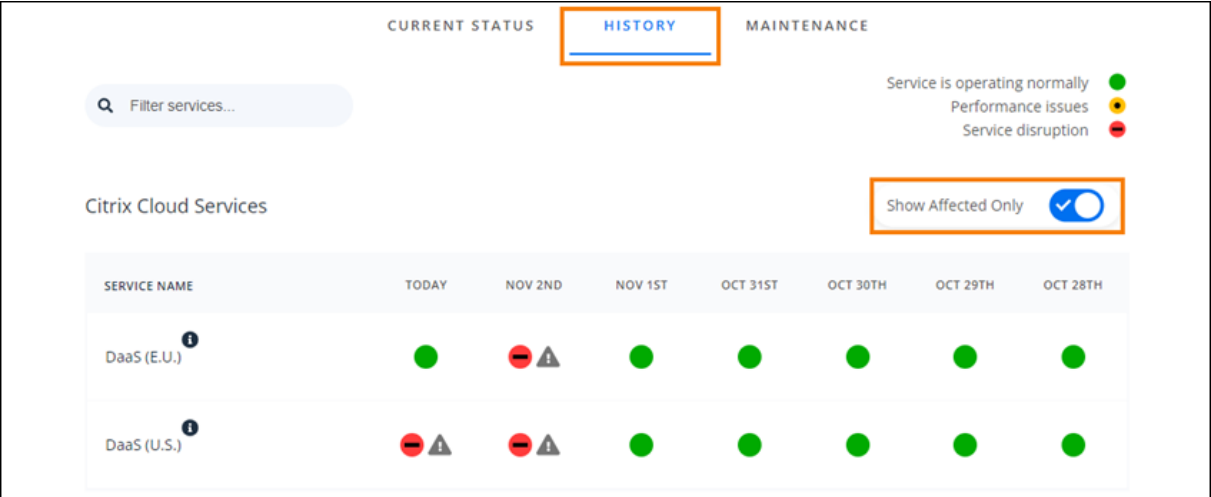 CURRENT STATUS HISTORY MAINTENANCE
Filter services...
Service is operating normally
Performance issues
Service disruption
Citrix Cloud Services
Show Affected Only
SERVICE NAME TODAY NOV 2ND NOV 1ST OCT 31ST OCT 30TH OCT 29TH OCT 28TH
DaaS (E.U.)
DaaS (U.S.)